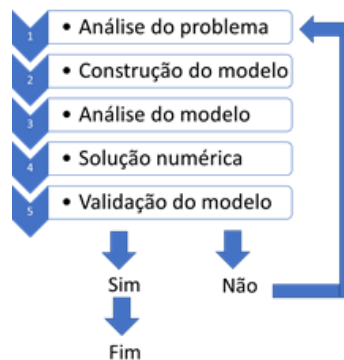 1 • Análise do problema
2 • Construção do modelo
3 • Análise do modelo
4 • Solução numérica
5 • Validação do modelo
Sim Não
Fim